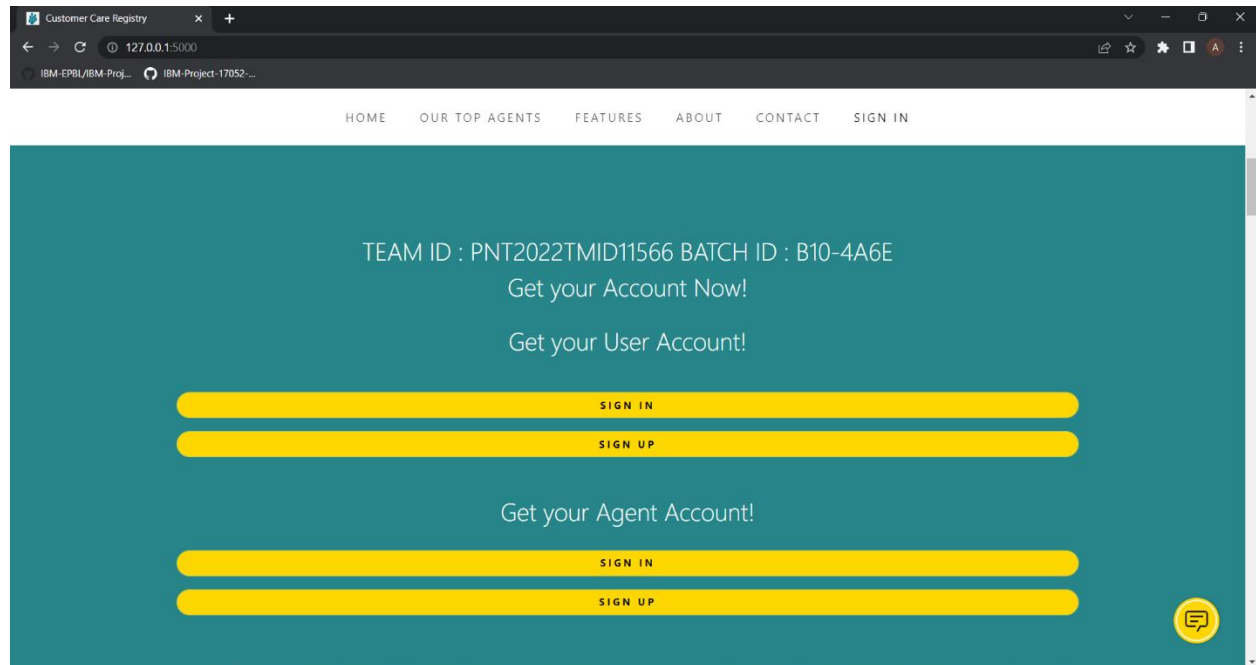 Customer Care Registry
127.0.0.1:5000
A
IBM-EPBL/IBM-Proj... IBM-Project-17052-...
HOME OUR TOP AGENTS FEATURES ABOUT CONTACT SIGN IN
TEAM ID : PNT2022TMID11566 BATCH ID : B10-4A6E
Get your Account Now!
Get your User Account!
SIGN IN
SIGN UP
Get your Agent Account!
SIGN IN
SIGN UP